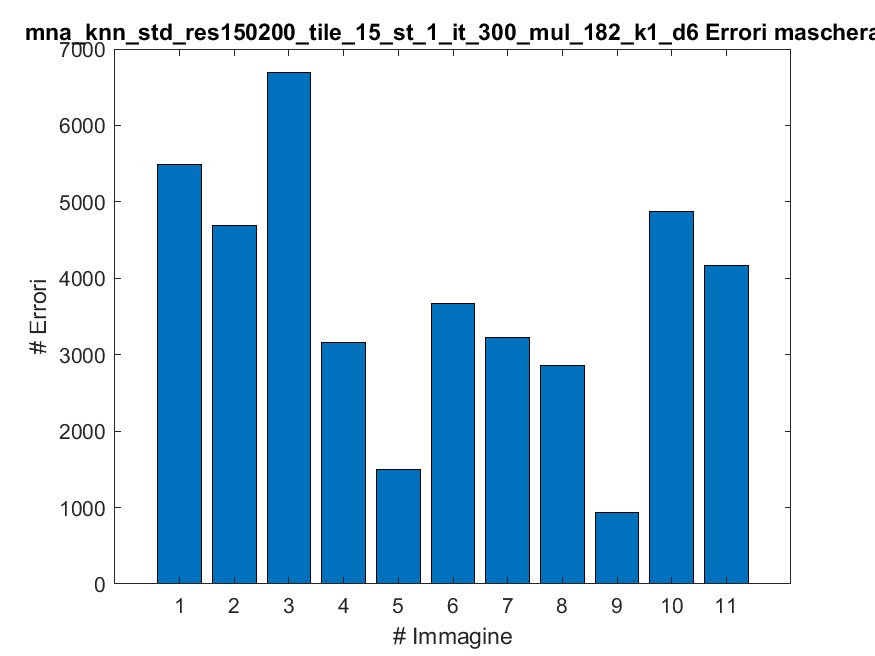 mna_knn_std_res150200_tile_15_st_1_it_300_mul_182_k1_d6 Errori maschera
7000
6000
5000
4000
3000
2000
1000
0
# Errori
1 2 3 4 5 6 7 8 9 10 11
# Immagine